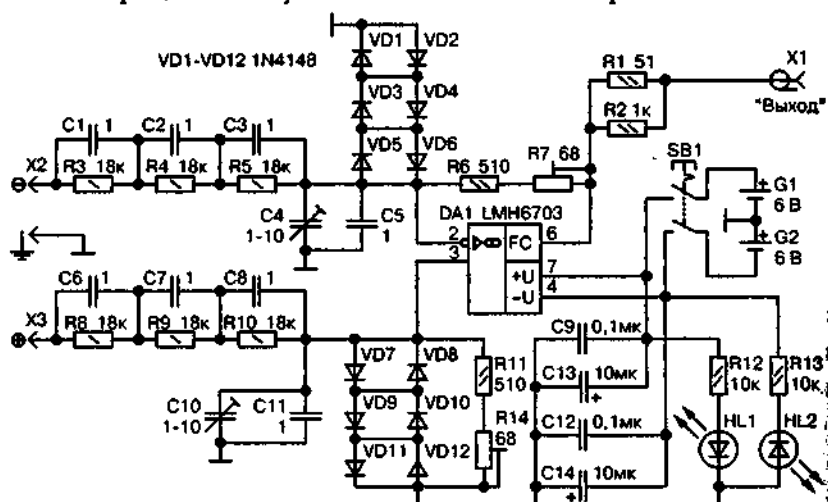 VD1-VD12 1N4148
VD1
VD2
VD3
VD4
VD5
VD6
R1 51
R2 1к
X1
"Выход"
C1
1
C2
1
C3
1
X2
R3 18к
R4 18к
R5 18к
R6 510
R7 68
SB1
G1
6 В
G2
6 В
C4
1-10
C5
1
DA1 LMH6703
2
3
FC
6
+U
7
-U
4
C6
1
C7
1
C8
1
X3
R8 18к
R9 18к
R10 18к
C9
0,1мк
C13
10мк
+
C12
0,1мк
C14
10мк
+
VD7
VD8
VD9
VD10
VD11
VD12
R11
510
R14
68
R12
10к
R13
10к
C10
1-10
C11
1
HL1
HL2